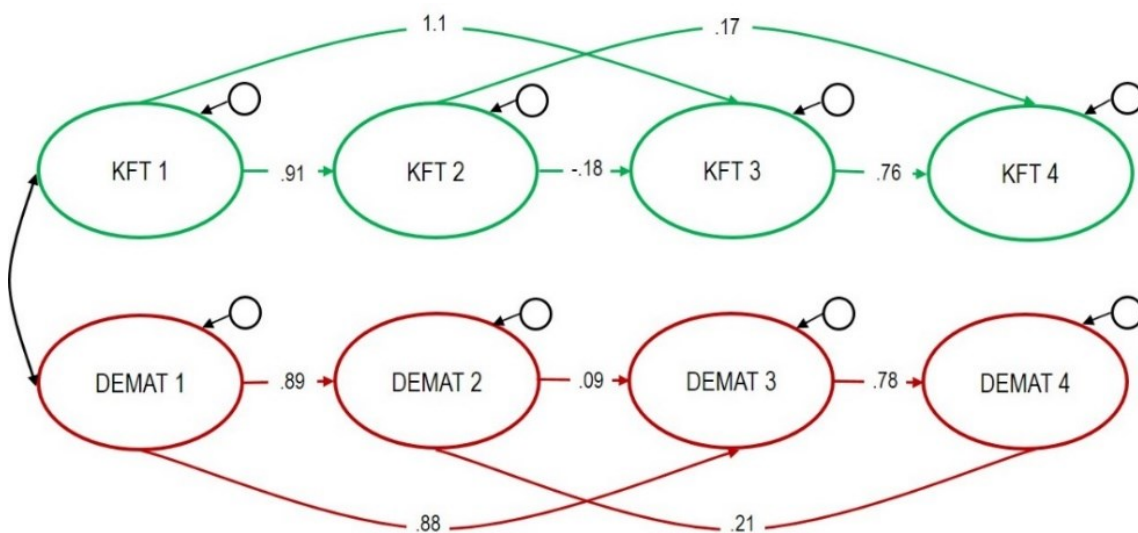 1.1 .17
KFT 1 .91 KFT 2 -.18 KFT 3 .76 KFT 4
DEMAT 1 .89 DEMAT 2 .09 DEMAT 3 .78 DEMAT 4
.88 .21